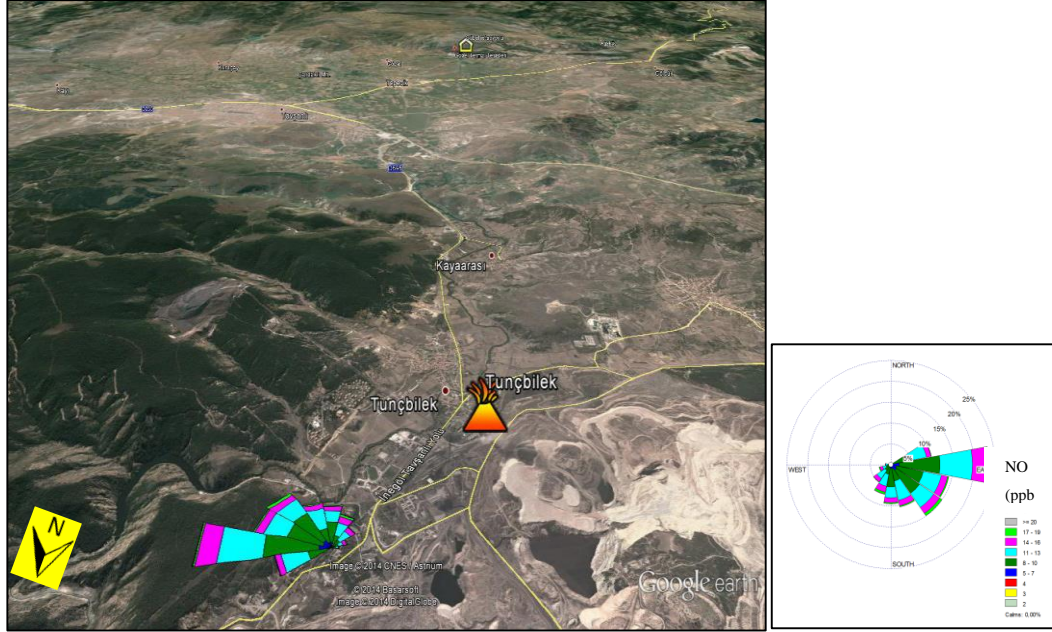 Tepecik
Tavşanlı
Kayaarası
Tunçbilek
Tunçbilek
İnegöl Tavşanlı Yolu
N
Image © 2014 CNES / Astrium
© 2014 Basarsoft
Image © 2014 DigitalGlobe
Google earth
NORTH
25%
20%
15%
10%
5%
WEST
SOUTH
NO
(ppb
>= 20
17 - 19
14 - 16
11 - 13
8 - 10
5 - 7
4
3
2
Calms: 0.00%